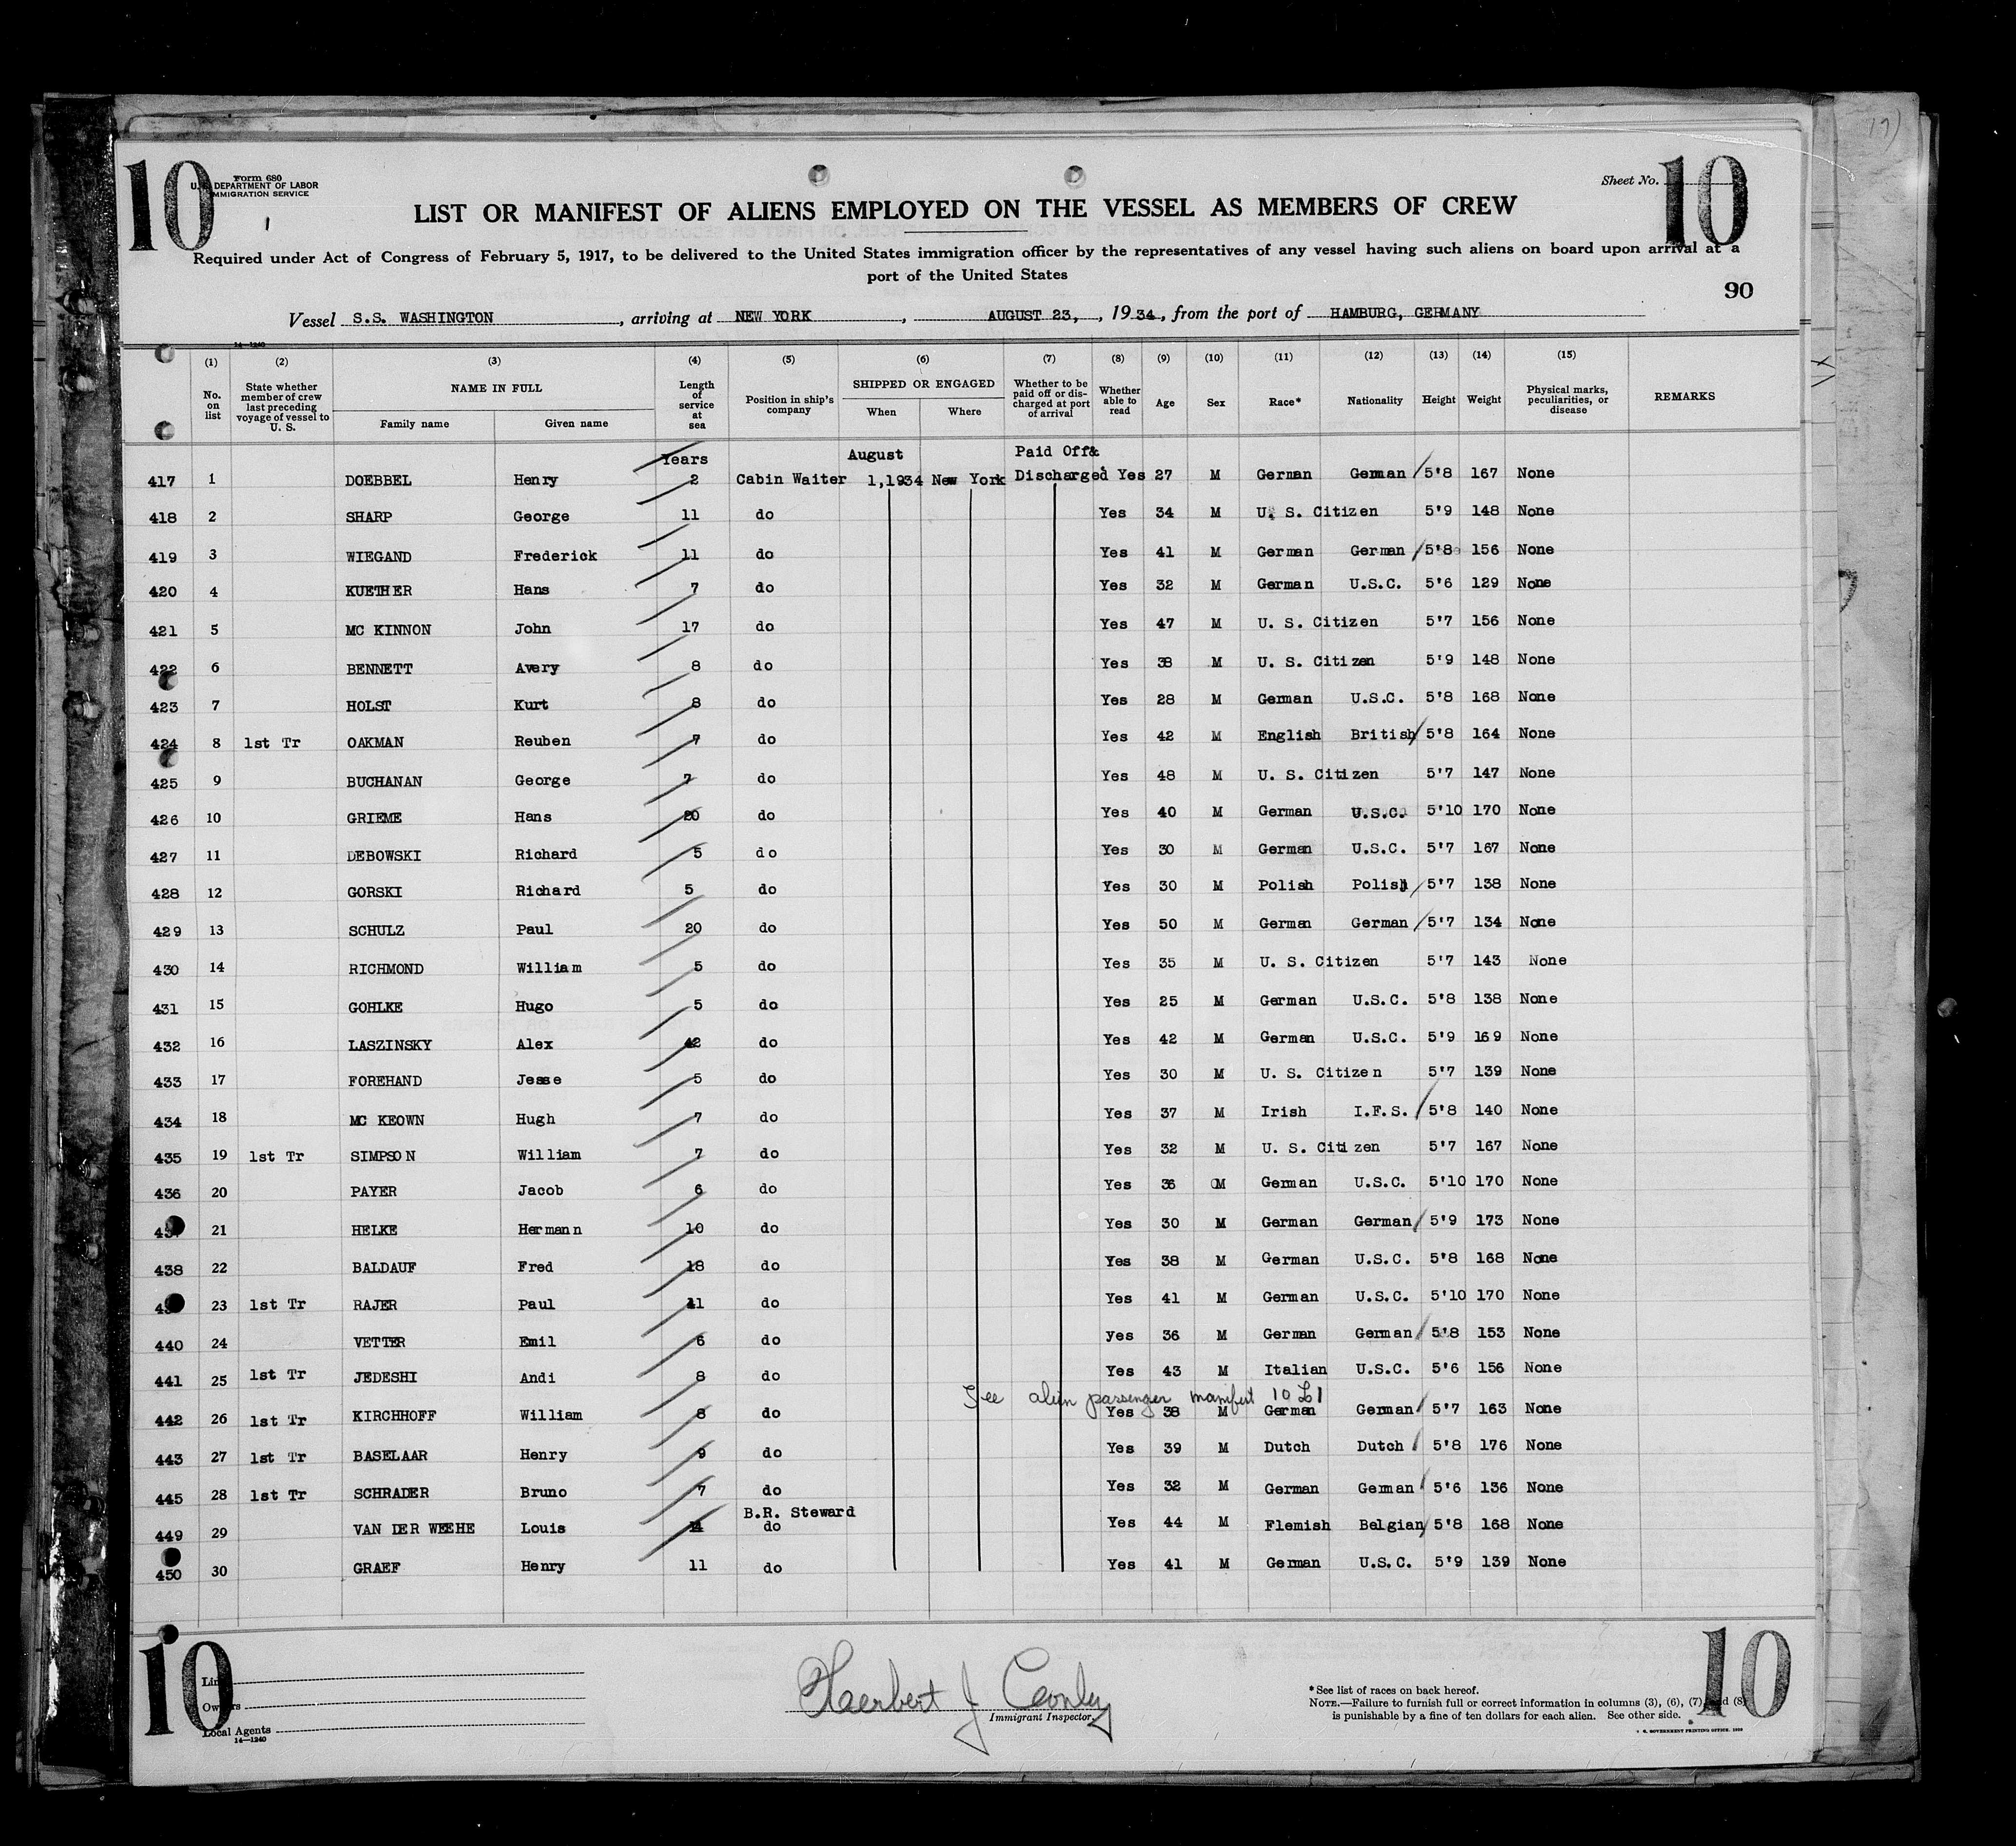 10 10
Form 680
U. S. DEPARTMENT OF LABOR
IMMIGRATION SERVICE
Sheet No.
LIST OR MANIFEST OF ALIENS EMPLOYED ON THE VESSEL AS MEMBERS OF CREW
Required under Act of Congress of February 5, 1917, to be delivered to the United States immigration officer by the representatives of any vessel having such aliens on board upon arrival at a
port of the United States
90
Vessel S.S. WASHINGTON, arriving at NEW YORK, AUGUST 23, , 1934, from the port of HAMBURG, GERMANY
14—1240
(1) (2) (3) (4) (5) (6) (7) (8) (9) (10) (11) (12) (13) (14) (15)
No. on list State whether member of crew last preceding voyage of vessel to U. S. NAME IN FULL Family name Given name Length of service at sea Position in ship's company SHIPPED OR ENGAGED When Where Whether to be paid off or discharged at port of arrival Whether able to read Age Sex Race* Nationality Height Weight Physical marks, peculiarities, or disease REMARKS
Years August Paid Off&
417 1 DOEBBEL Henry 2 Cabin Waiter 1,1934 New York Discharged Yes 27 M German German 5'8 167 None
418 2 SHARP George 11 do Yes 34 M U. S. Citizen 5'9 148 None
419 3 WIEGAND Frederick 11 do Yes 41 M German German 5'8 156 None
420 4 KUETHER Hans 7 do Yes 32 M German U.S.C. 5'6 129 None
421 5 MC KINNON John 17 do Yes 47 M U. S. Citizen 5'7 156 None
422 6 BENNETT Avery 8 do Yes 38 M U. S. Citizen 5'9 148 None
423 7 HOLST Kurt 8 do Yes 28 M German U.S.C. 5'8 168 None
424 8 1st Tr OAKMAN Reuben 7 do Yes 42 M English British 5'8 164 None
425 9 BUCHANAN George 7 do Yes 48 M U. S. Citizen 5'7 147 None
426 10 GRIEME Hans 20 do Yes 40 M German U.S.C. 5'10 170 None
427 11 DEBOWSKI Richard 5 do Yes 30 M German U.S.C. 5'7 167 None
428 12 GORSKI Richard 5 do Yes 30 M Polish Polish 5'7 138 None
429 13 SCHULZ Paul 20 do Yes 50 M German German 5'7 134 None
430 14 RICHMOND William 5 do Yes 35 M U. S. Citizen 5'7 143 None
431 15 GOHLKE Hugo 5 do Yes 25 M German U.S.C. 5'8 138 None
432 16 LASZINSKY Alex 42 do Yes 42 M German U.S.C. 5'9 169 None
433 17 FOREHAND Jesse 5 do Yes 30 M U. S. Citizen 5'7 139 None
434 18 MC KEOWN Hugh 7 do Yes 37 M Irish I.F.S. 5'8 140 None
435 19 1st Tr SIMPSON William 7 do Yes 32 M U. S. Citizen 5'7 167 None
436 20 PAYER Jacob 6 do Yes 36 M German U.S.C. 5'10 170 None
21 HELKE Hermann 10 do Yes 30 M German German 5'9 173 None
438 22 BALDAUF Fred 18 do Yes 38 M German U.S.C. 5'8 168 None
23 1st Tr RAJER Paul 11 do Yes 41 M German U.S.C. 5'10 170 None
440 24 VETTER Emil 6 do yes 36 M German German 5'8 153 None
441 25 1st Tr JEDESHI Andi 8 do Yes 43 M Italian U.S.C. 5'6 156 None
See alien passenger manifest 10 L1
442 26 1st Tr KIRCHHOFF William 8 do Yes 38 M German German 5'7 163 None
443 27 1st Tr BASELAAR Henry 9 do Yes 39 M Dutch Dutch 5'8 176 None
445 28 1st Tr SCHRADER Bruno 7 do Yes 32 M German German 5'6 136 None
B.R. Steward
449 29 VAN DER WEEHE Louis do Yes 44 M Flemish Belgian 5'8 168 None
450 30 GRAEF Henry 11 do Yes 41 M German U.S.C. 5'9 139 None
10 10
Line
Owners
Local Agents
14—1240
Immigrant Inspector.
*See list of races on back hereof.
NOTE.—Failure to furnish full or correct information in columns (3), (6), (7) and (8)
is punishable by a fine of ten dollars for each alien. See other side.
U. S. GOVERNMENT PRINTING OFFICE